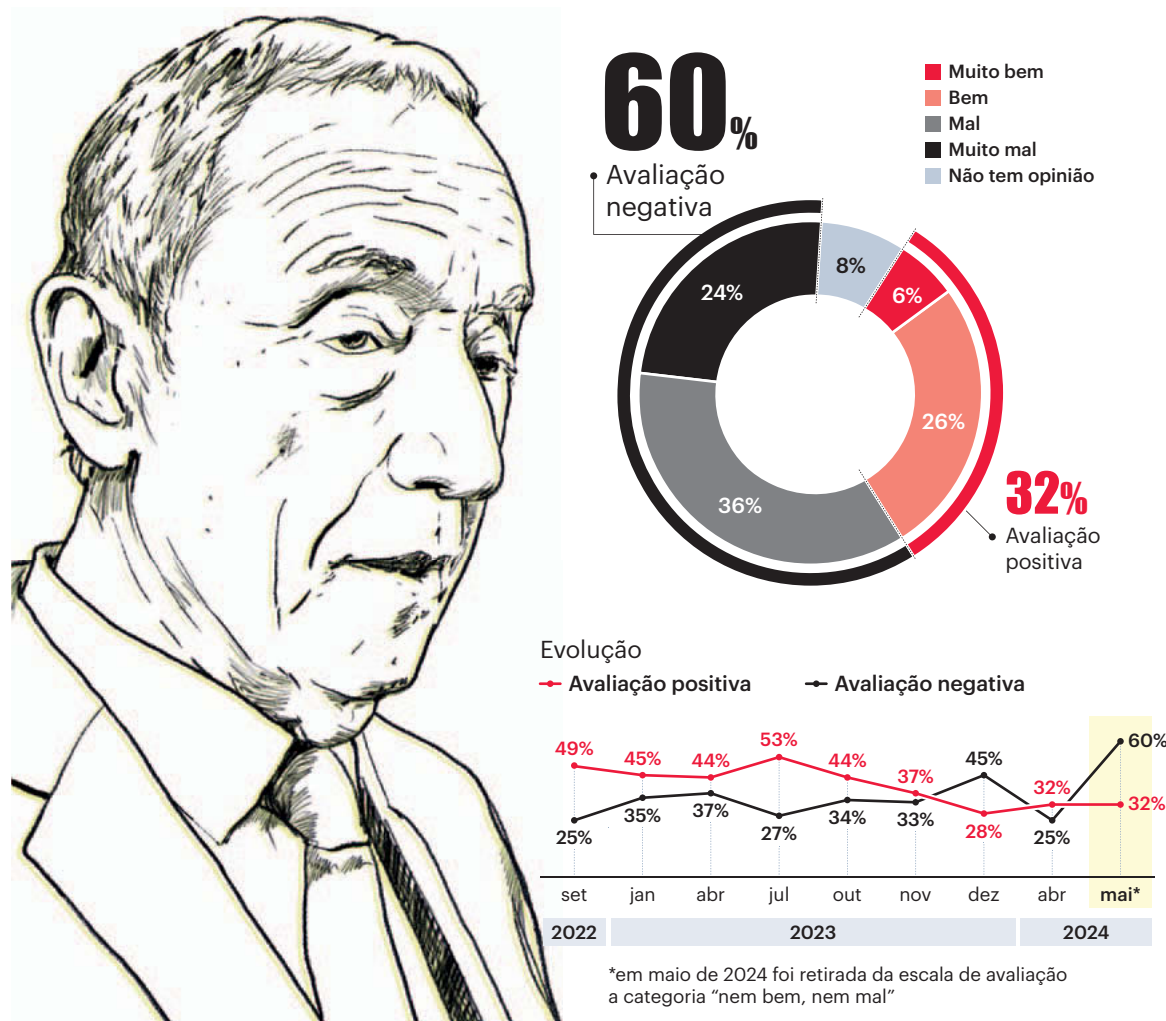 60%
Avaliação
negativa
Muito bem
Bem
Mal
Muito mal
Não tem opinião
8%
6%
24%
26%
36%
32%
Avaliação
positiva
Evolução
Avaliação positiva Avaliação negativa
49% 45% 44% 53% 44% 37% 45% 32% 60%
25% 35% 37% 27% 34% 33% 28% 25% 32%
set jan abr jul out nov dez abr mai*
2022 2023 2024
*em maio de 2024 foi retirada da escala de avaliação
a categoria “nem bem, nem mal”